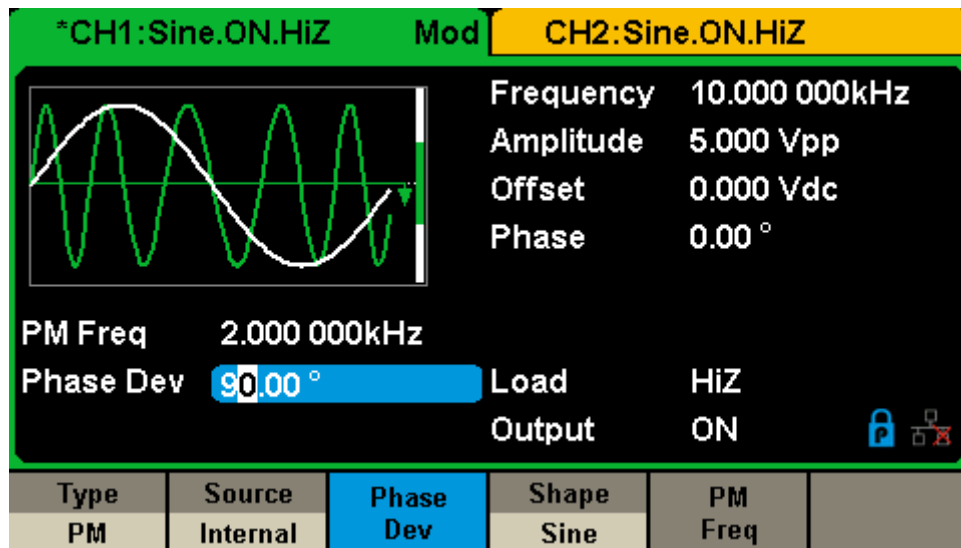 *CH1:Sine.ON.HiZ Mod CH2:Sine.ON.HiZ
Frequency 10.000 000kHz
Amplitude 5.000 Vpp
Offset 0.000 Vdc
Phase 0.00 °
PM Freq 2.000 000kHz
Phase Dev 90.00 ° Load HiZ
Output ON
P
Type Source Phase Shape PM
PM Internal Dev Sine Freq